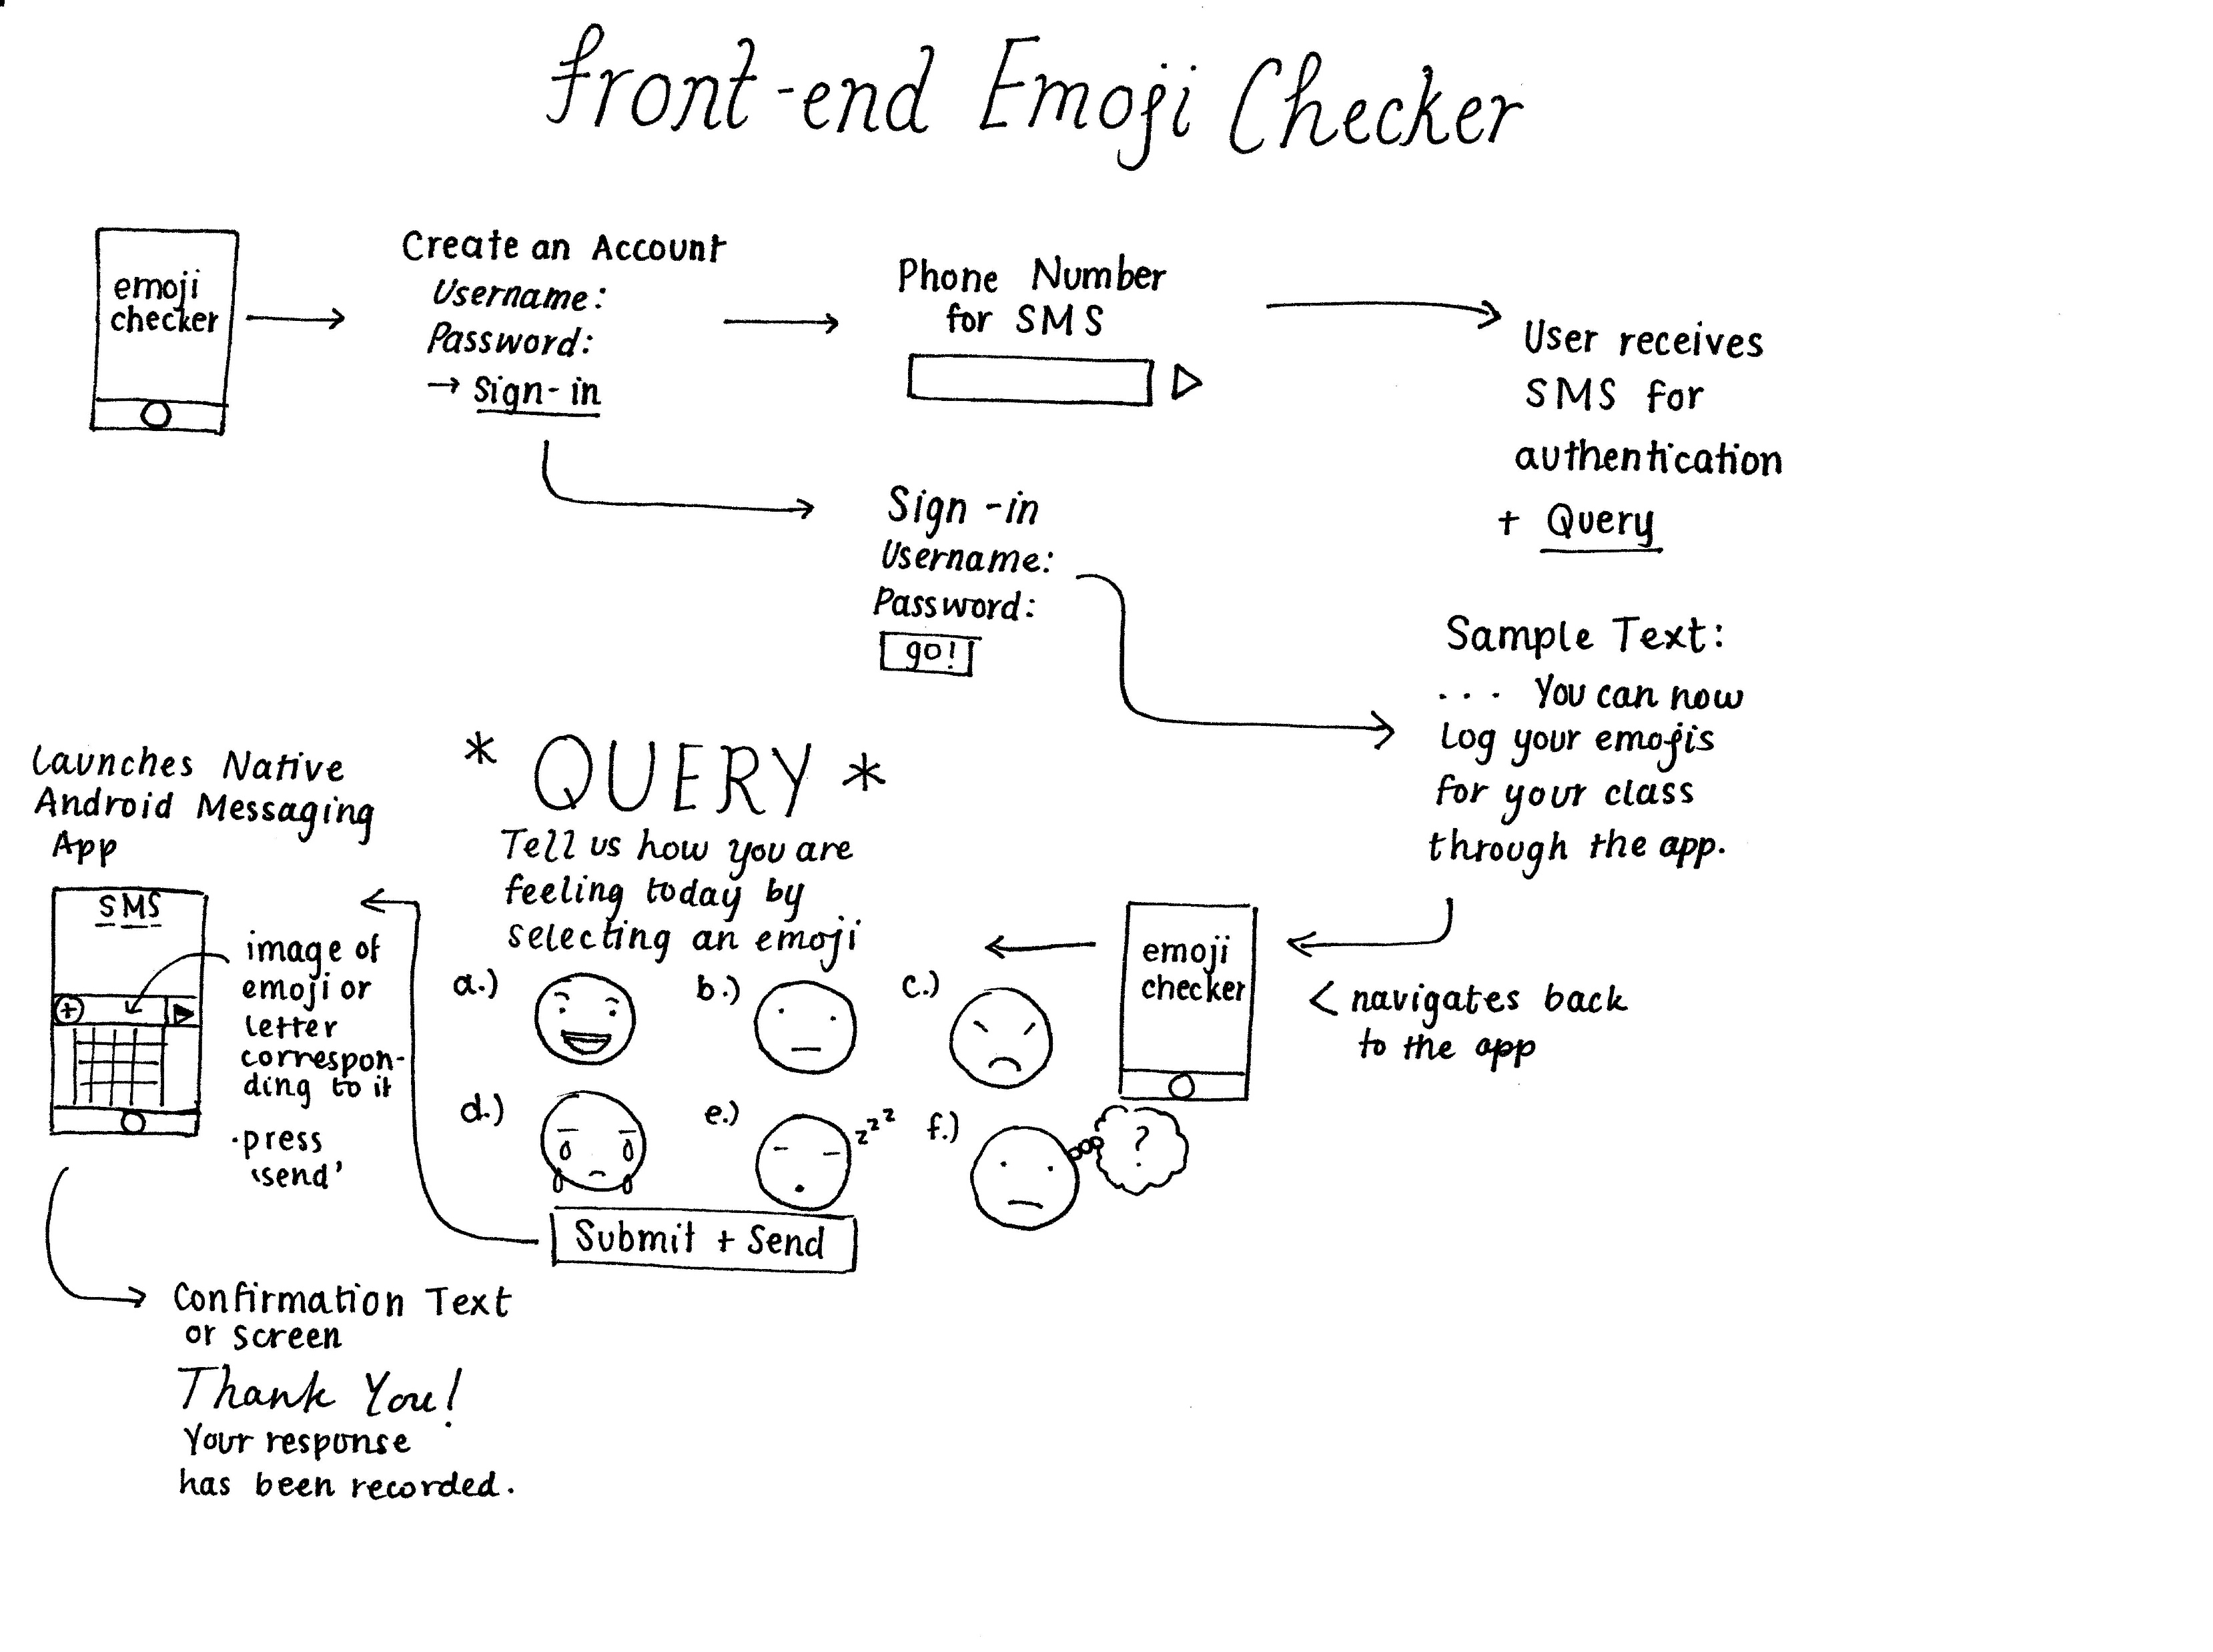 Front-end Emoji Checker
emoji
checker
Create an Account
Username:
Password:
→ Sign-in
Phone Number
for SMS
User receives
SMS for
authentication
+ Query
Sign-in
Username:
Password:
go!
Sample Text:
... You can now
Log your emojis
for your class
through the app.
< navigates back
to the app
emoji
checker
* QUERY *
Tell us how you are
feeling today by
selecting an emoji
a.)
b.)
c.)
d.)
e.)
zzz
f.)
?
Submit + Send
Launches Native
Android Messaging
App
SMS
+
image of
emoji or
letter
correspon-
ding to it
·press
'send'
Confirmation Text
or screen
Thank You!
Your response
has been recorded.